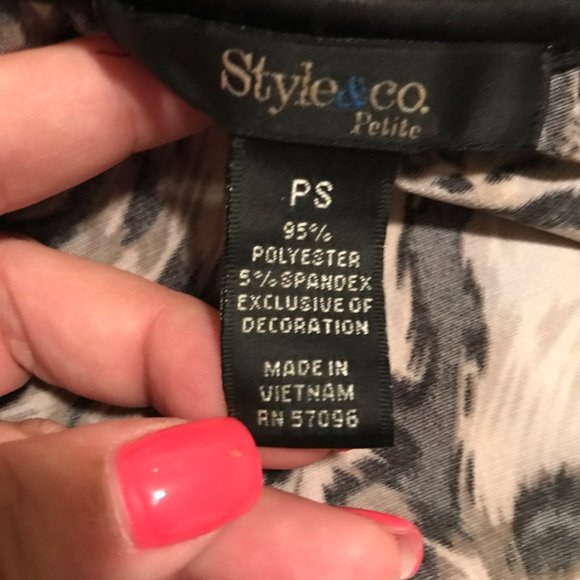 Style&co.
Petite
PS
95%
POLYESTER
5% SPANDEX
EXCLUSIVE OF
DECORATION
MADE IN
VIETNAM
RN 57096